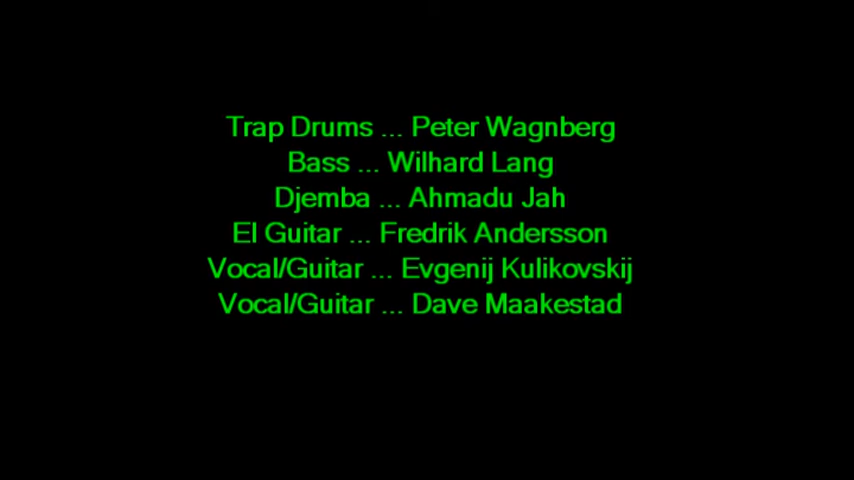 Trap Drums ... Peter Wagnberg
Bass ... Wilhard Lang
Djemba ... Ahmadu Jah
El Guitar ... Fredrik Andersson
Vocal/Guitar ... Evgenij Kulikovskij
Vocal/Guitar ... Dave Maakestad